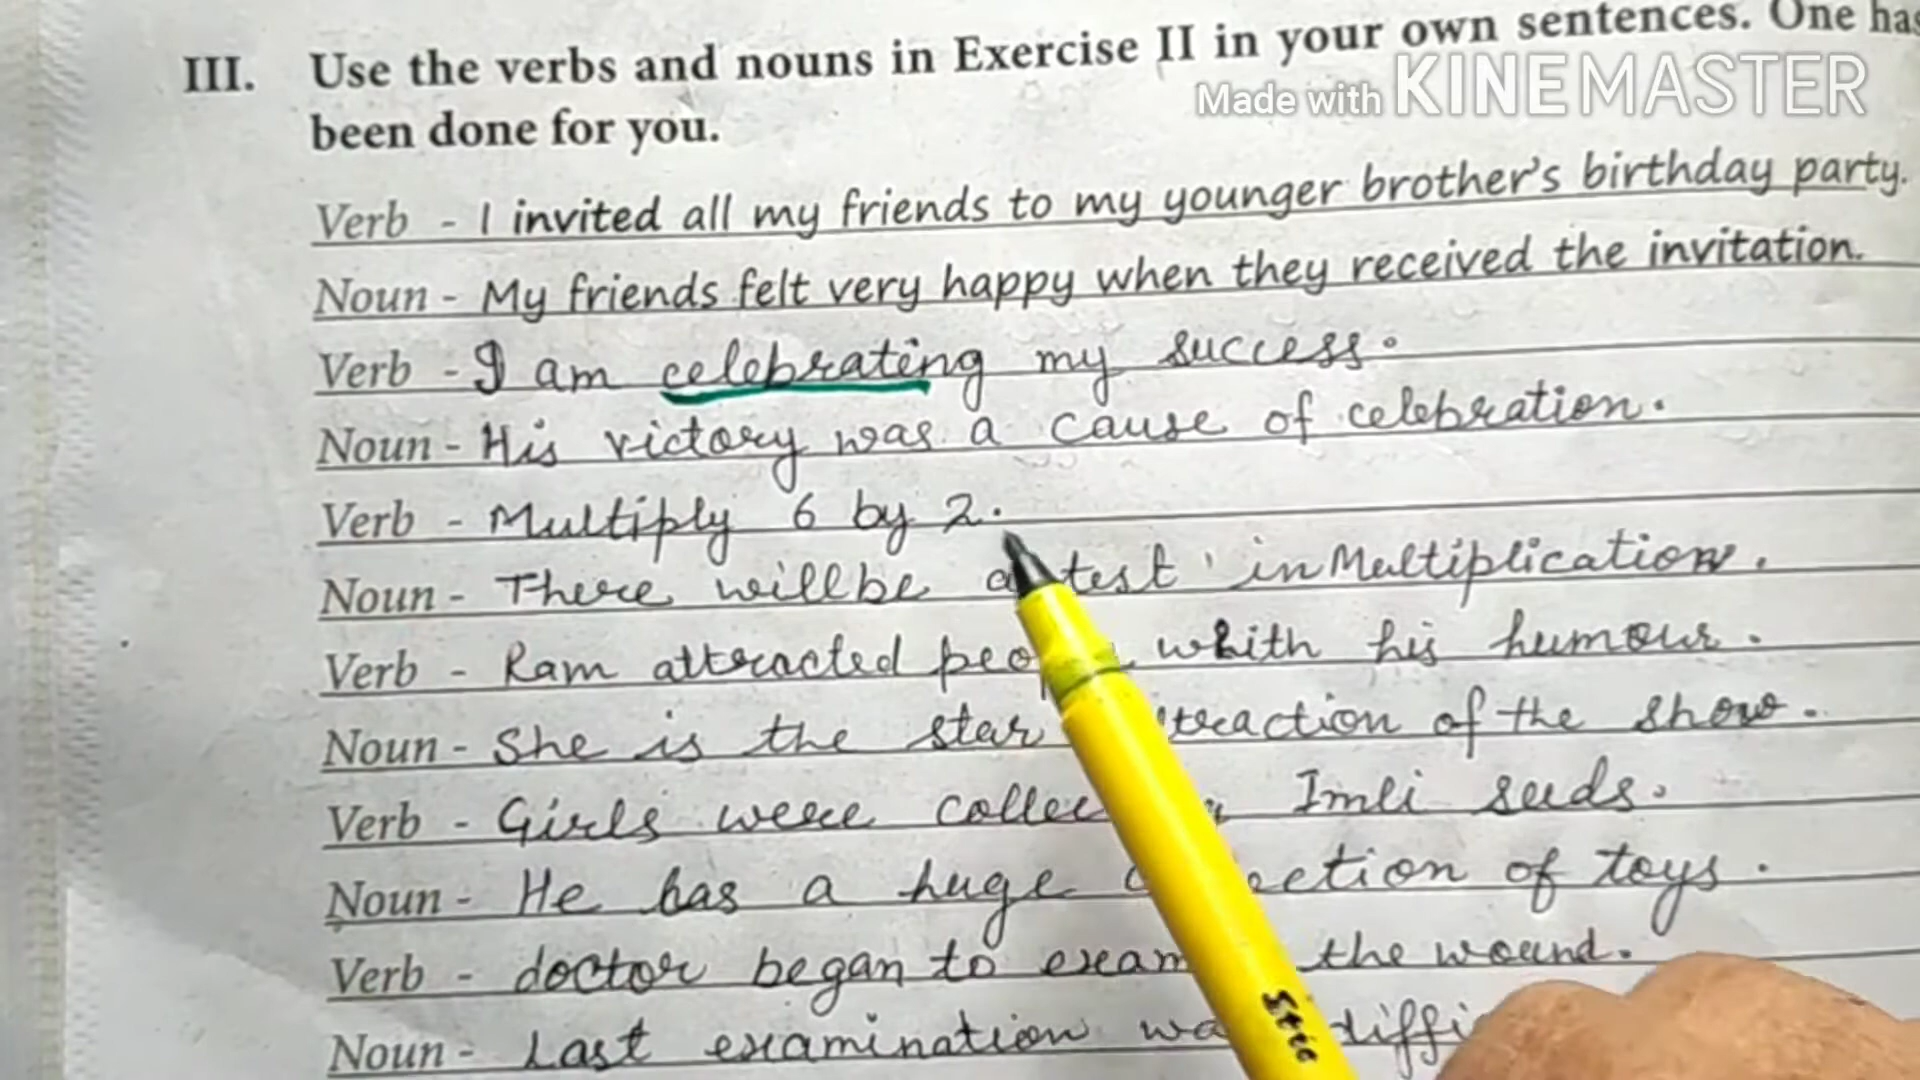 III. Use the verbs and nouns in Exercise II in your own sentences. One has
Made with KINEMASTER
been done for you.
Verb - I invited all my friends to my younger brother's birthday party.
Noun - My friends felt very happy when they received the invitation.
Verb - I am celebrating my success.
Noun - His victory was a cause of celebration.
Verb - Multiply 6 by 2.
Noun - There will be a test in Multiplication.
Verb - Ram attracted his humour.
Noun - She is the star of the show.
Verb - Girls were Imli seeds.
Noun - He has a huge of toys.
Verb - doctor began to the wound.
Noun - Last examination
Stic